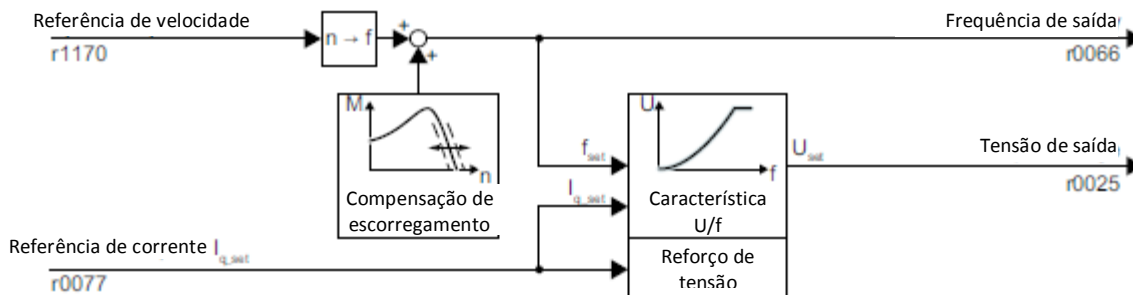 Referência de velocidade
r1170
n → f
+
+
Frequência de saída
r0066
M
n
Compensação de
escorregamento
f_set
I_q_set
U
f
Característica
U/f
Reforço de
tensão
U_set
Tensão de saída
r0025
Referência de corrente I_q_set
r0077